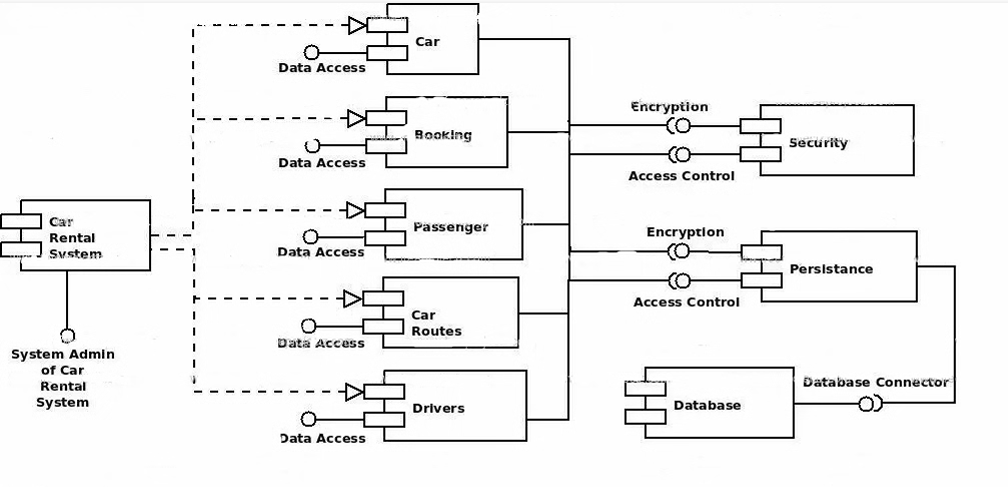 Car
Data Access
Booking
Data Access
Passenger
Data Access
Car
Routes
Data Access
Drivers
Data Access
Car
Rental
System
System Admin
of Car
Rental
System
Encryption
Security
Access Control
Encryption
Persistance
Access Control
Database Connector
Database